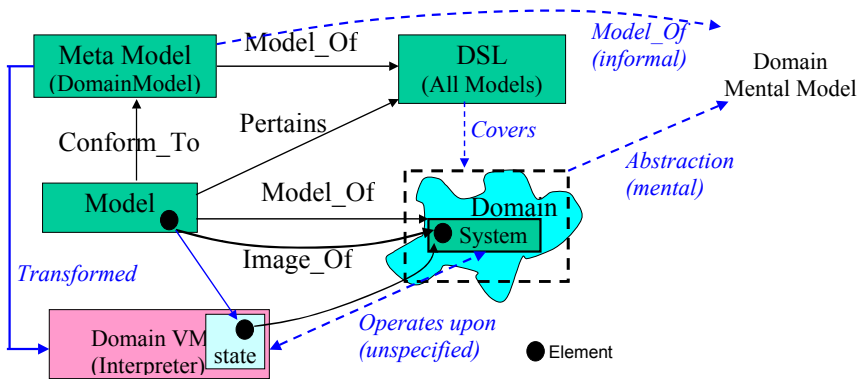 Meta Model
(DomainModel)
Model_Of
DSL
(All Models)
Model_Of
(informal)
Domain
Mental Model
Conform_To
Pertains
Covers
Abstraction
(mental)
Model
Model_Of
Domain
System
Image_Of
Transformed
Domain VM
(Interpreter)
state
Operates upon
(unspecified)
Element